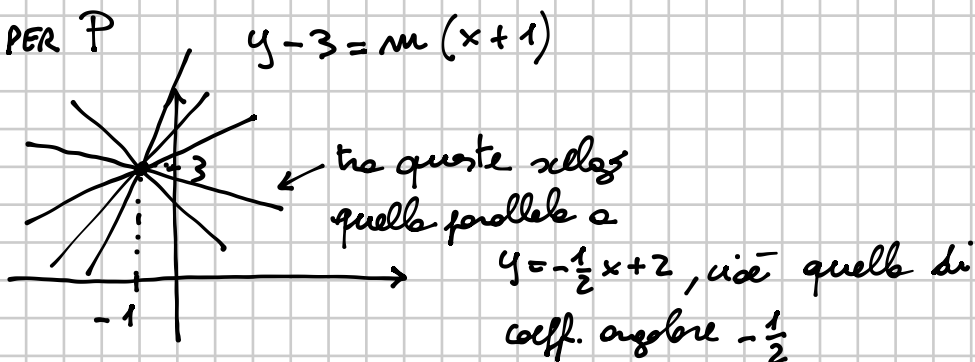 PER P
y - 3 = m (x + 1)
3
tra queste scelgo
quella parallela a
y = -1/2 x + 2, cioè quella di
coeff. angolare - 1/2
- 1